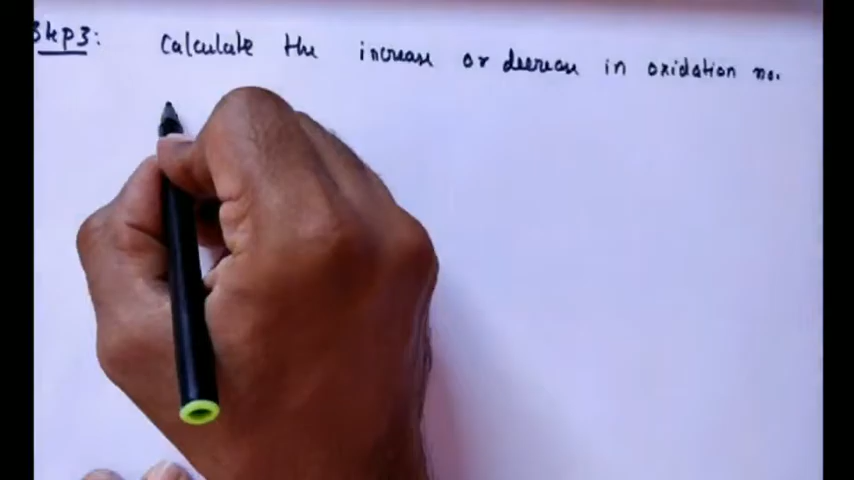 Step3: Calculate the increase or decrease in oxidation no.